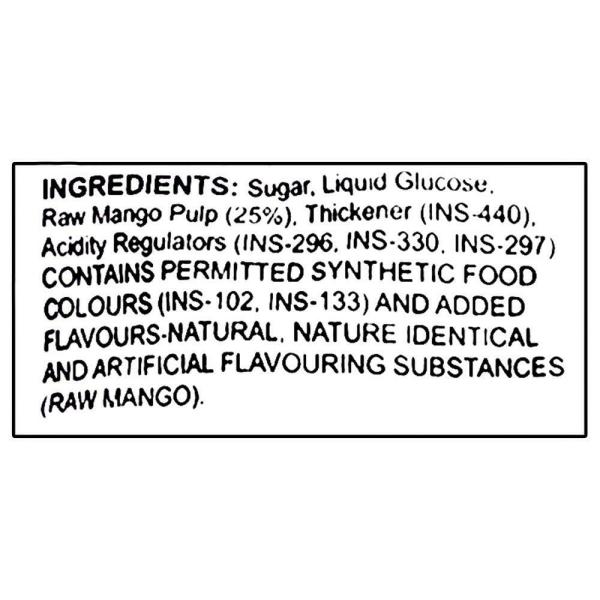 INGREDIENTS: Sugar, Liquid Glucose,
Raw Mango Pulp (25%), Thickener (INS-440),
Acidity Regulators (INS-296, INS-330, INS-297)
CONTAINS PERMITTED SYNTHETIC FOOD
COLOURS (INS-102, INS-133) AND ADDED
FLAVOURS-NATURAL, NATURE IDENTICAL
AND ARTIFICIAL FLAVOURING SUBSTANCES
(RAW MANGO).